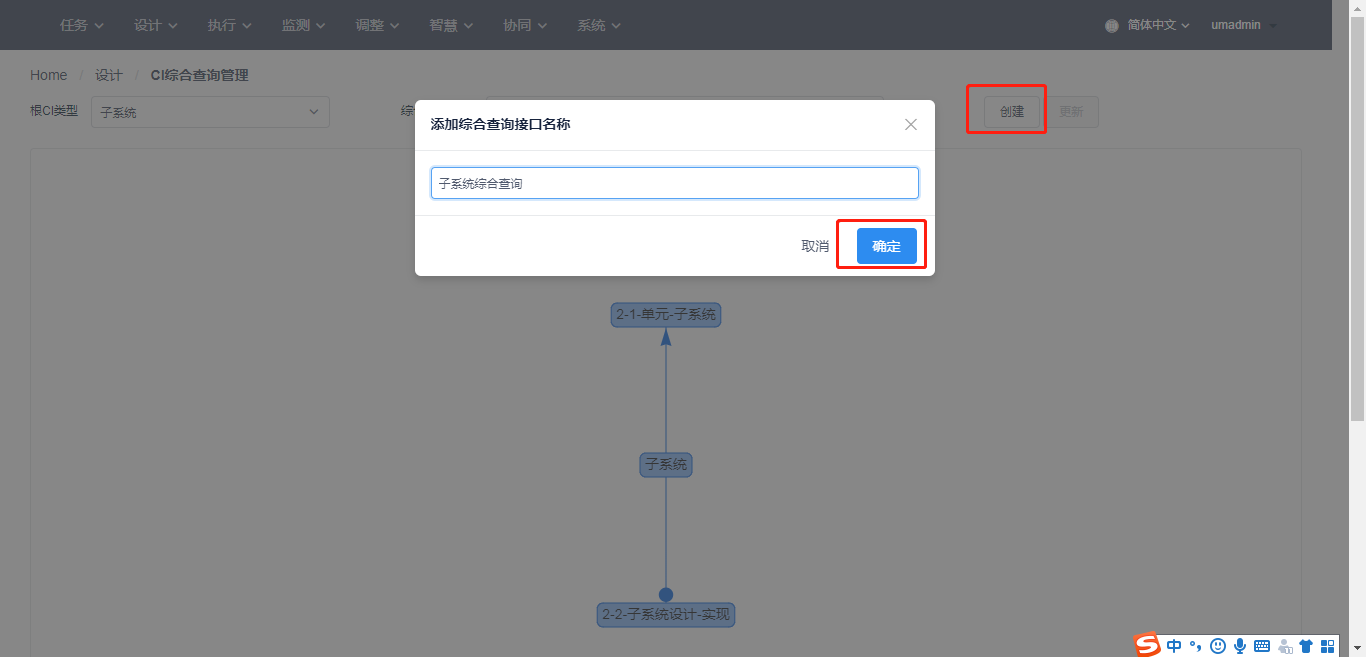 任务 设计 执行 监测 调整 智慧 协同 系统 简体中文 umadmin
Home / 设计 / CI综合查询管理
根CI类型 子系统 综 创建 更新
添加综合查询接口名称
子系统综合查询
取消 确定
2-1-单元-子系统
子系统
2-2-子系统设计-实现
中